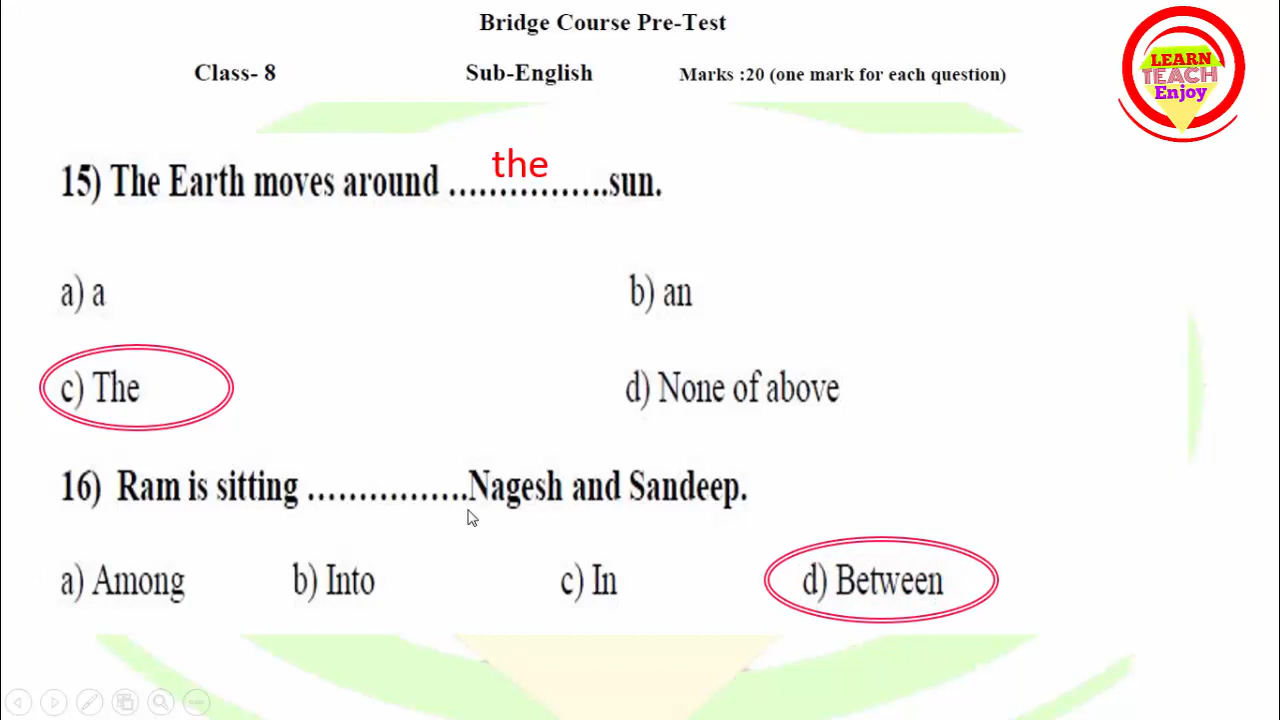 Bridge Course Pre-Test
Class- 8 Sub-English Marks :20 (one mark for each question)
LEARN
TEACH
Enjoy
the
15) The Earth moves around …………….sun.
a) a b) an
c) The d) None of above
16) Ram is sitting …………….Nagesh and Sandeep.
a) Among b) Into c) In d) Between